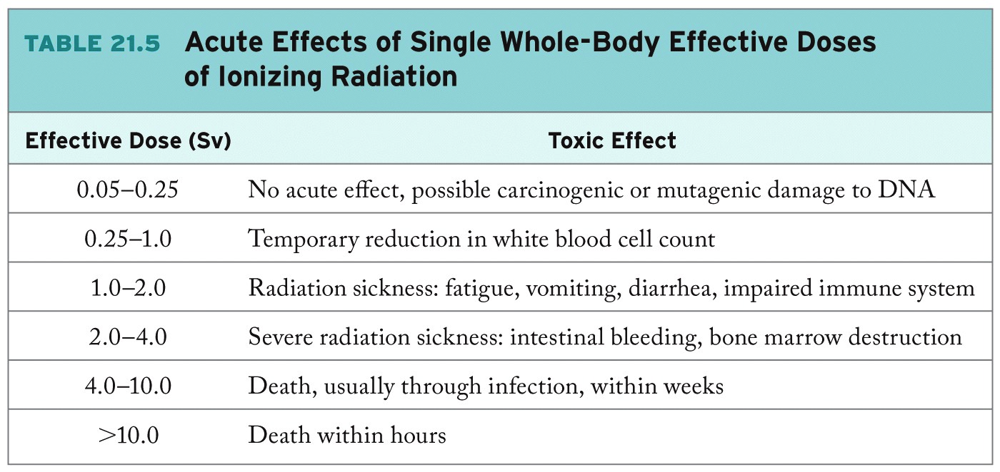 TABLE 21.5 Acute Effects of Single Whole-Body Effective Doses
of Ionizing Radiation
Effective Dose (Sv) Toxic Effect
0.05–0.25 No acute effect, possible carcinogenic or mutagenic damage to DNA
0.25–1.0 Temporary reduction in white blood cell count
1.0–2.0 Radiation sickness: fatigue, vomiting, diarrhea, impaired immune system
2.0–4.0 Severe radiation sickness: intestinal bleeding, bone marrow destruction
4.0–10.0 Death, usually through infection, within weeks
>10.0 Death within hours